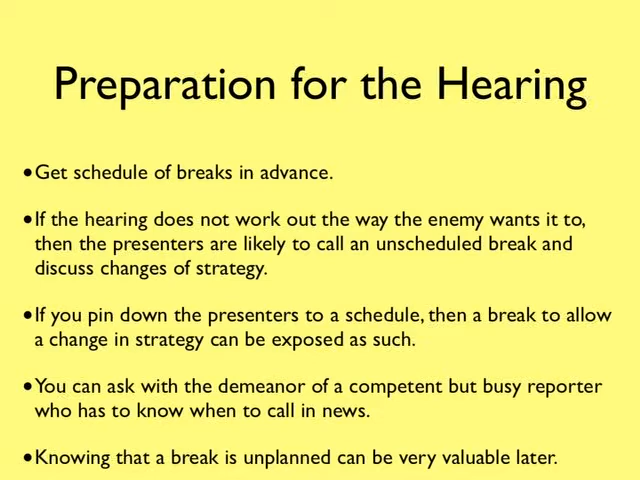 Preparation for the Hearing
•Get schedule of breaks in advance.
•If the hearing does not work out the way the enemy wants it to,
then the presenters are likely to call an unscheduled break and
discuss changes of strategy.
•If you pin down the presenters to a schedule, then a break to allow
a change in strategy can be exposed as such.
•You can ask with the demeanor of a competent but busy reporter
who has to know when to call in news.
•Knowing that a break is unplanned can be very valuable later.